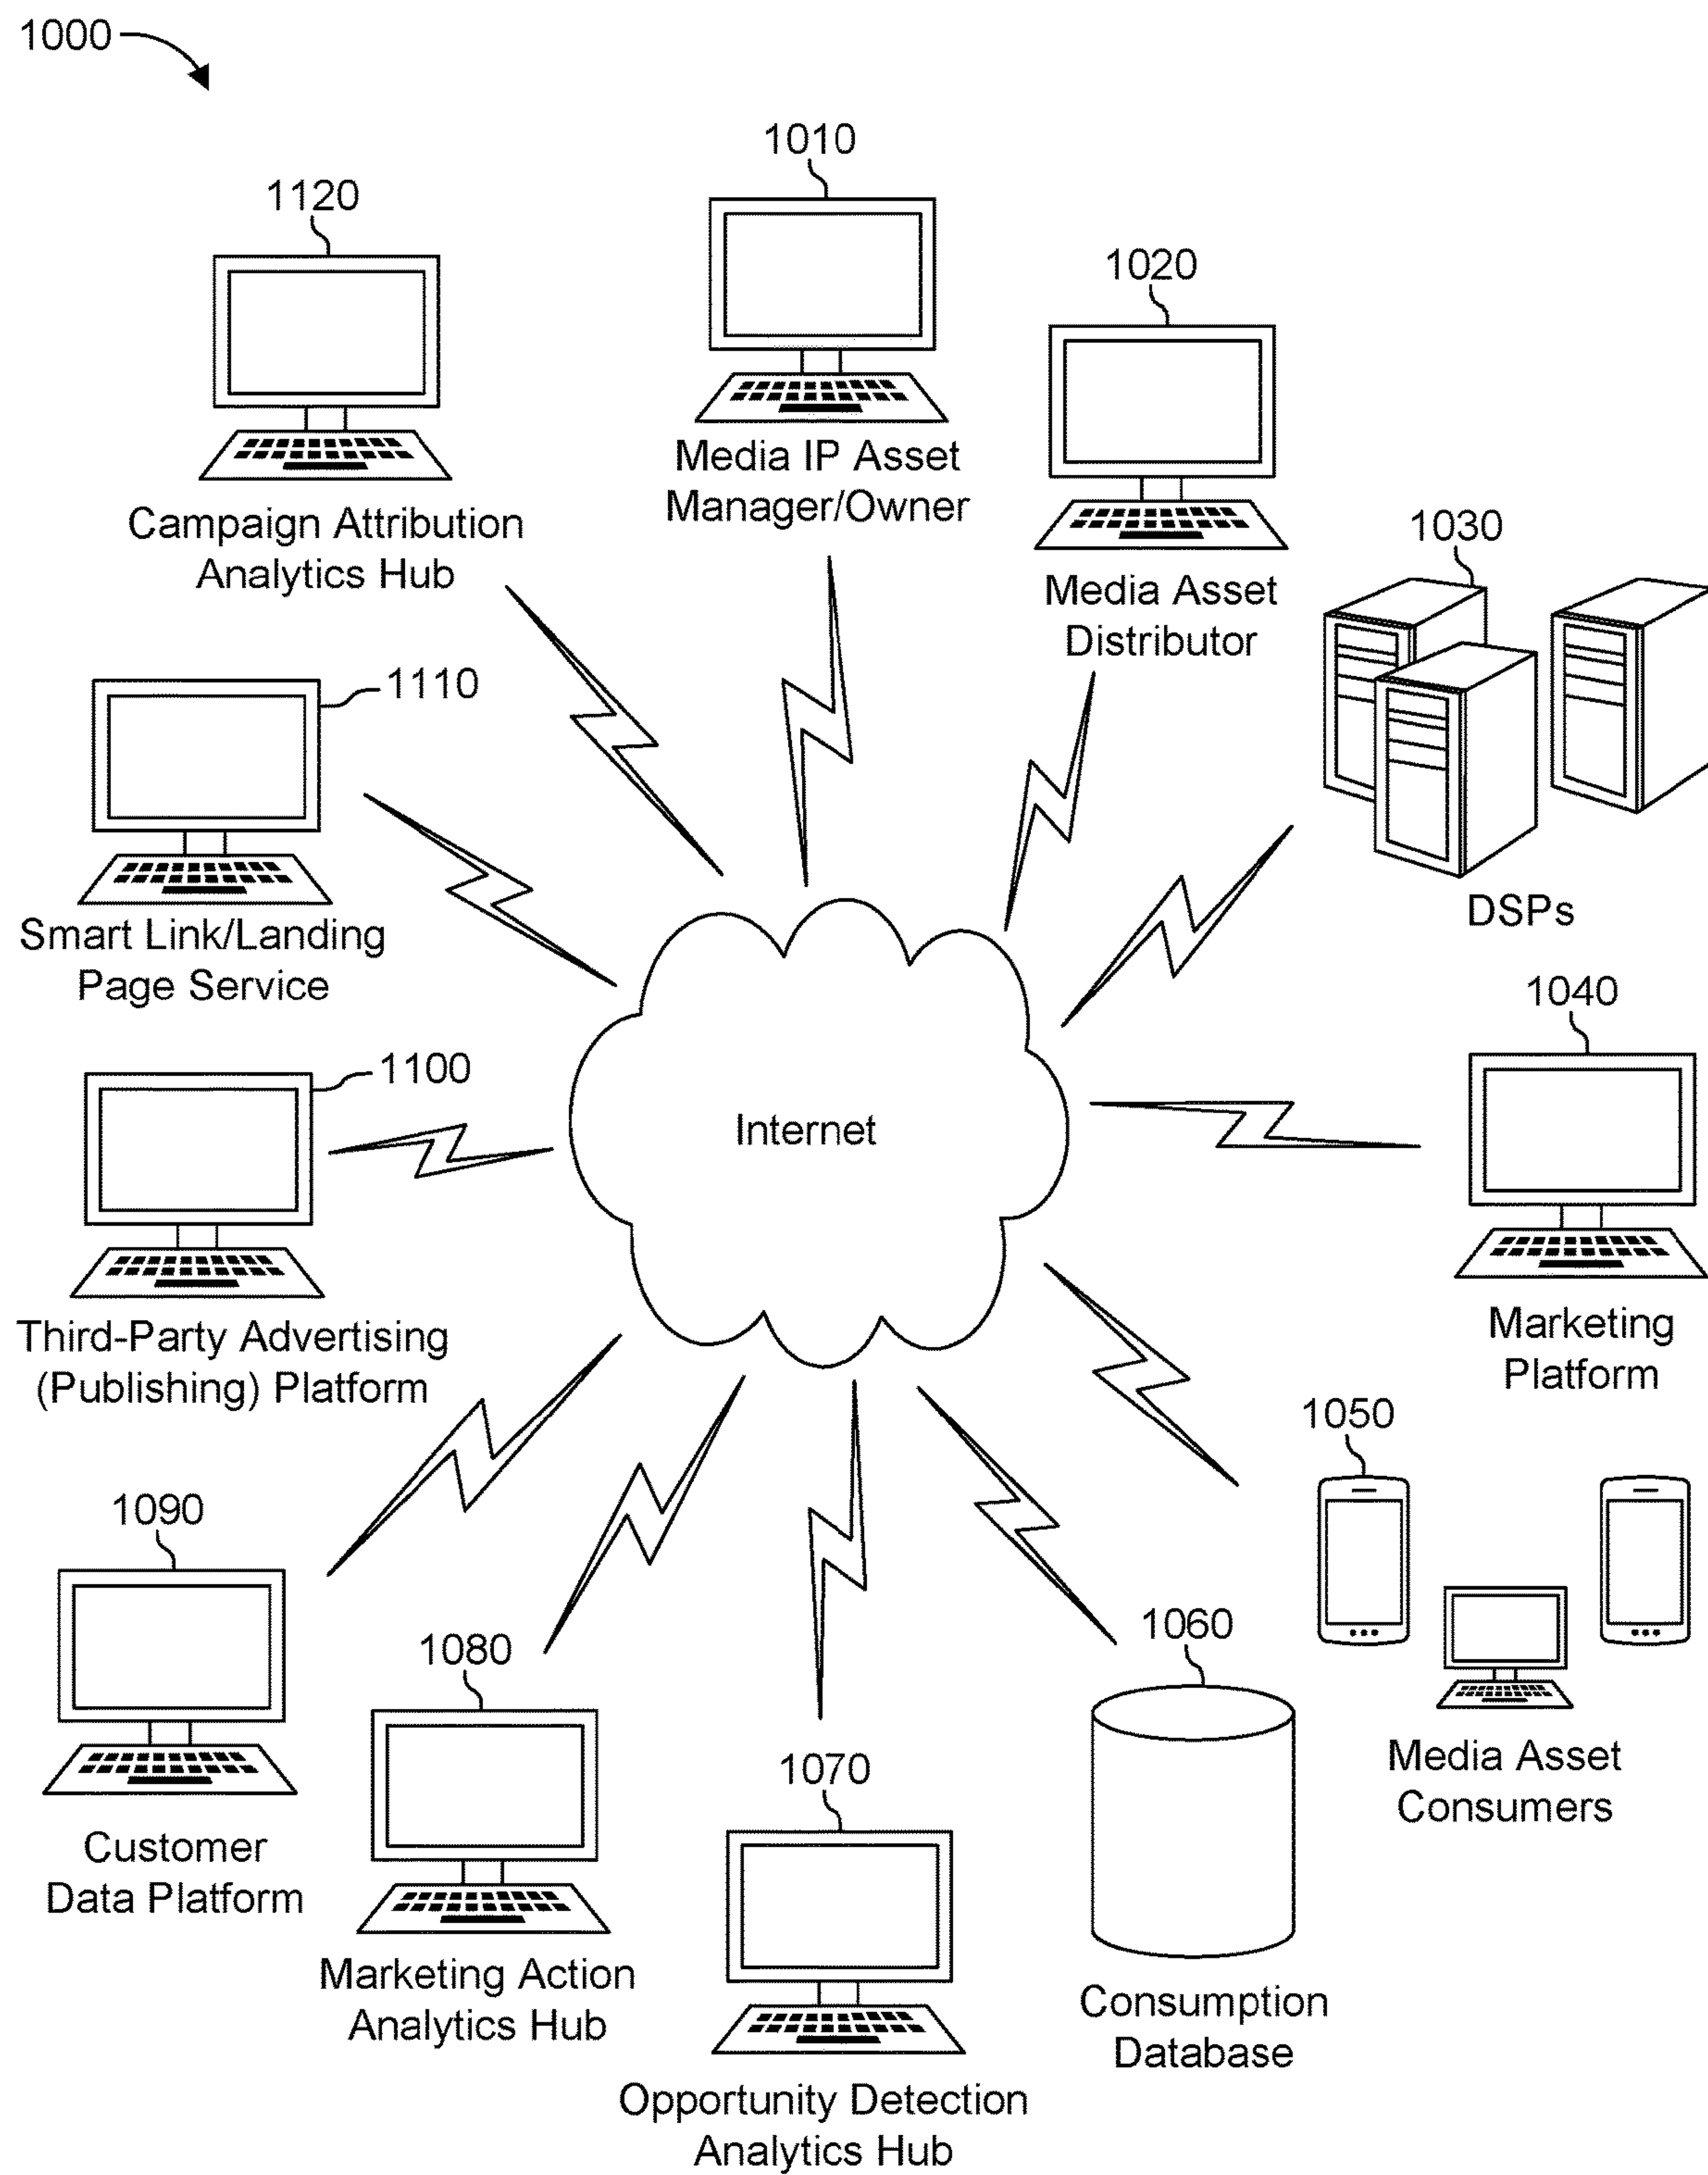 1000
1010
Media IP Asset
Manager/Owner
1120
Campaign Attribution
Analytics Hub
1020
Media Asset
Distributor
1030
DSPs
1110
Smart Link/Landing
Page Service
1040
Marketing
Platform
1100
Third-Party Advertising
(Publishing) Platform
Internet
1050
Media Asset
Consumers
1090
Customer
Data Platform
1060
Consumption
Database
1080
Marketing Action
Analytics Hub
1070
Opportunity Detection
Analytics Hub